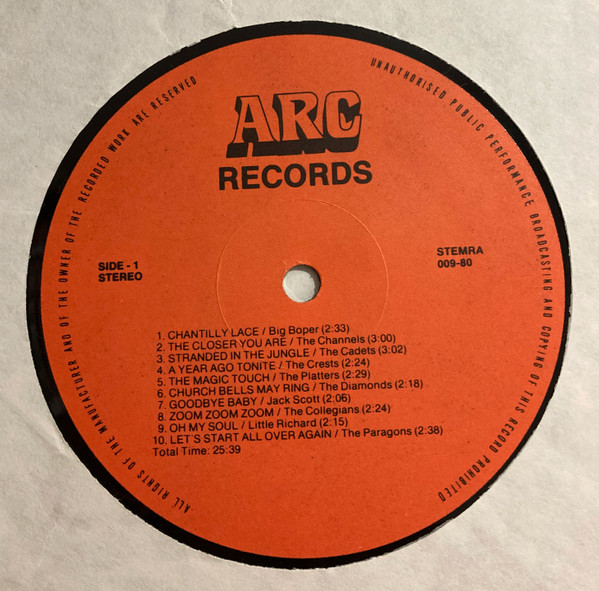 ALL RIGHTS OF THE MANUFACTURER AND OF THE OWNER OF THE RECORDED WORK ARE RESERVED
UNAUTHORISED PUBLIC PERFORMANCE, BROADCASTING AND COPYING OF THIS RECORD PROHIBITED
ARC
RECORDS
SIDE - 1
STEREO
STEMRA
009-80
1. CHANTILLY LACE / Big Boper (2:33)
2. THE CLOSER YOU ARE / The Channels (3:00)
3. STRANDED IN THE JUNGLE / The Cadets (3:02)
4. A YEAR AGO TONITE / The Crests (2:24)
5. THE MAGIC TOUCH / The Platters (2:29)
6. CHURCH BELLS MAY RING / The Diamonds (2:18)
7. GOODBYE BABY / Jack Scott (2:06)
8. ZOOM ZOOM ZOOM / The Collegians (2:24)
9. OH MY SOUL / Little Richard (2:15)
10. LET`S START ALL OVER AGAIN / The Paragons (2:38)
Total Time: 25:39